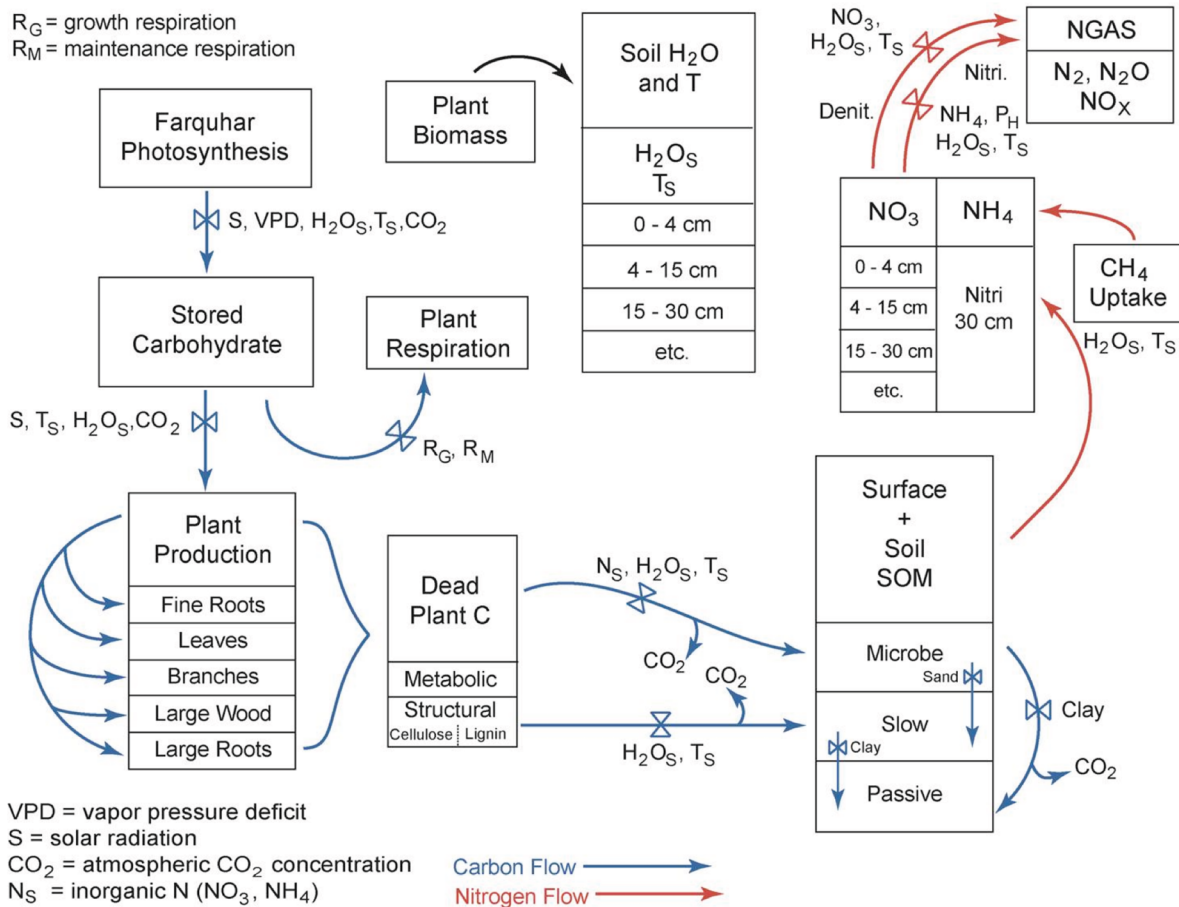 R_G = growth respiration
R_M = maintenance respiration
Farquhar
Photosynthesis
S, VPD, H₂O_S,T_S,CO₂
Stored
Carbohydrate
S, T_S, H₂O_S,CO₂
Plant
Respiration
R_G, R_M
Plant
Biomass
Soil H₂O
and T
H₂O_S
T_S
0 - 4 cm
4 - 15 cm
15 - 30 cm
etc.
NO₃,
H₂O_S, T_S
Denit.
Nitri.
NH₄, P_H
H₂O_S, T_S
NGAS
N₂, N₂O
NO_X
NO₃
0 - 4 cm
4 - 15 cm
15 - 30 cm
etc.
NH₄
Nitri
30 cm
CH₄
Uptake
H₂O_S, T_S
Plant
Production
Fine Roots
Leaves
Branches
Large Wood
Large Roots
Dead
Plant C
Metabolic
Structural
Cellulose Lignin
N_S, H₂O_S, T_S
CO₂
CO₂
H₂O_S, T_S
Surface
+
Soil
SOM
Microbe
Sand
Slow
Clay
Passive
Clay
CO₂
VPD = vapor pressure deficit
S = solar radiation
CO₂ = atmospheric CO₂ concentration
N_S = inorganic N (NO₃, NH₄)
Carbon Flow
Nitrogen Flow